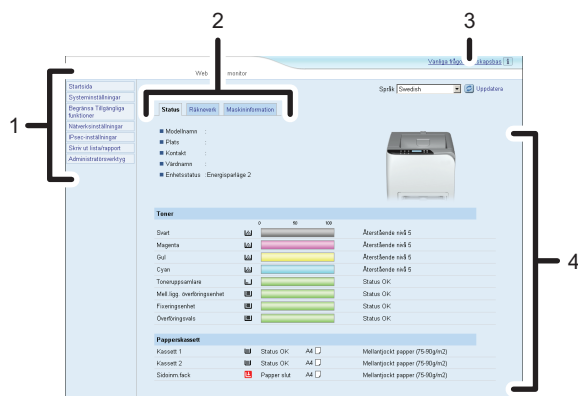 2
3
Vanliga frågo kapsbas
Web monitor
Startsida
Systeminställningar
Begränsa Tillgängliga
funktioner
Nätverksinställningar
IPsec-inställningar
Skriv ut lista/rapport
Administratörsverktyg
1
Språk Swedish Uppdatera
Status Räkneverk Maskininformation
Modellnamn :
Plats :
Kontakt :
Värdnamn :
Enhetsstatus :Energisparläge 2
Toner
0 50 100
Svart Återstående nivå 5
Magenta Återstående nivå 5
Gul Återstående nivå 5
Cyan Återstående nivå 5
Toneruppsamlare Status OK
Mell.ligg. överföringsenhet Status OK
Fixeringsenhet Status OK
Överföringsvals Status OK
4
Papperskassett
Kassett 1 Status OK A4 Mellantjockt papper (75-90g/m2)
Kassett 2 Status OK A4 Mellantjockt papper (75-90g/m2)
Sidoinm.fack Papper slut A4 Mellantjockt papper (75-90g/m2)